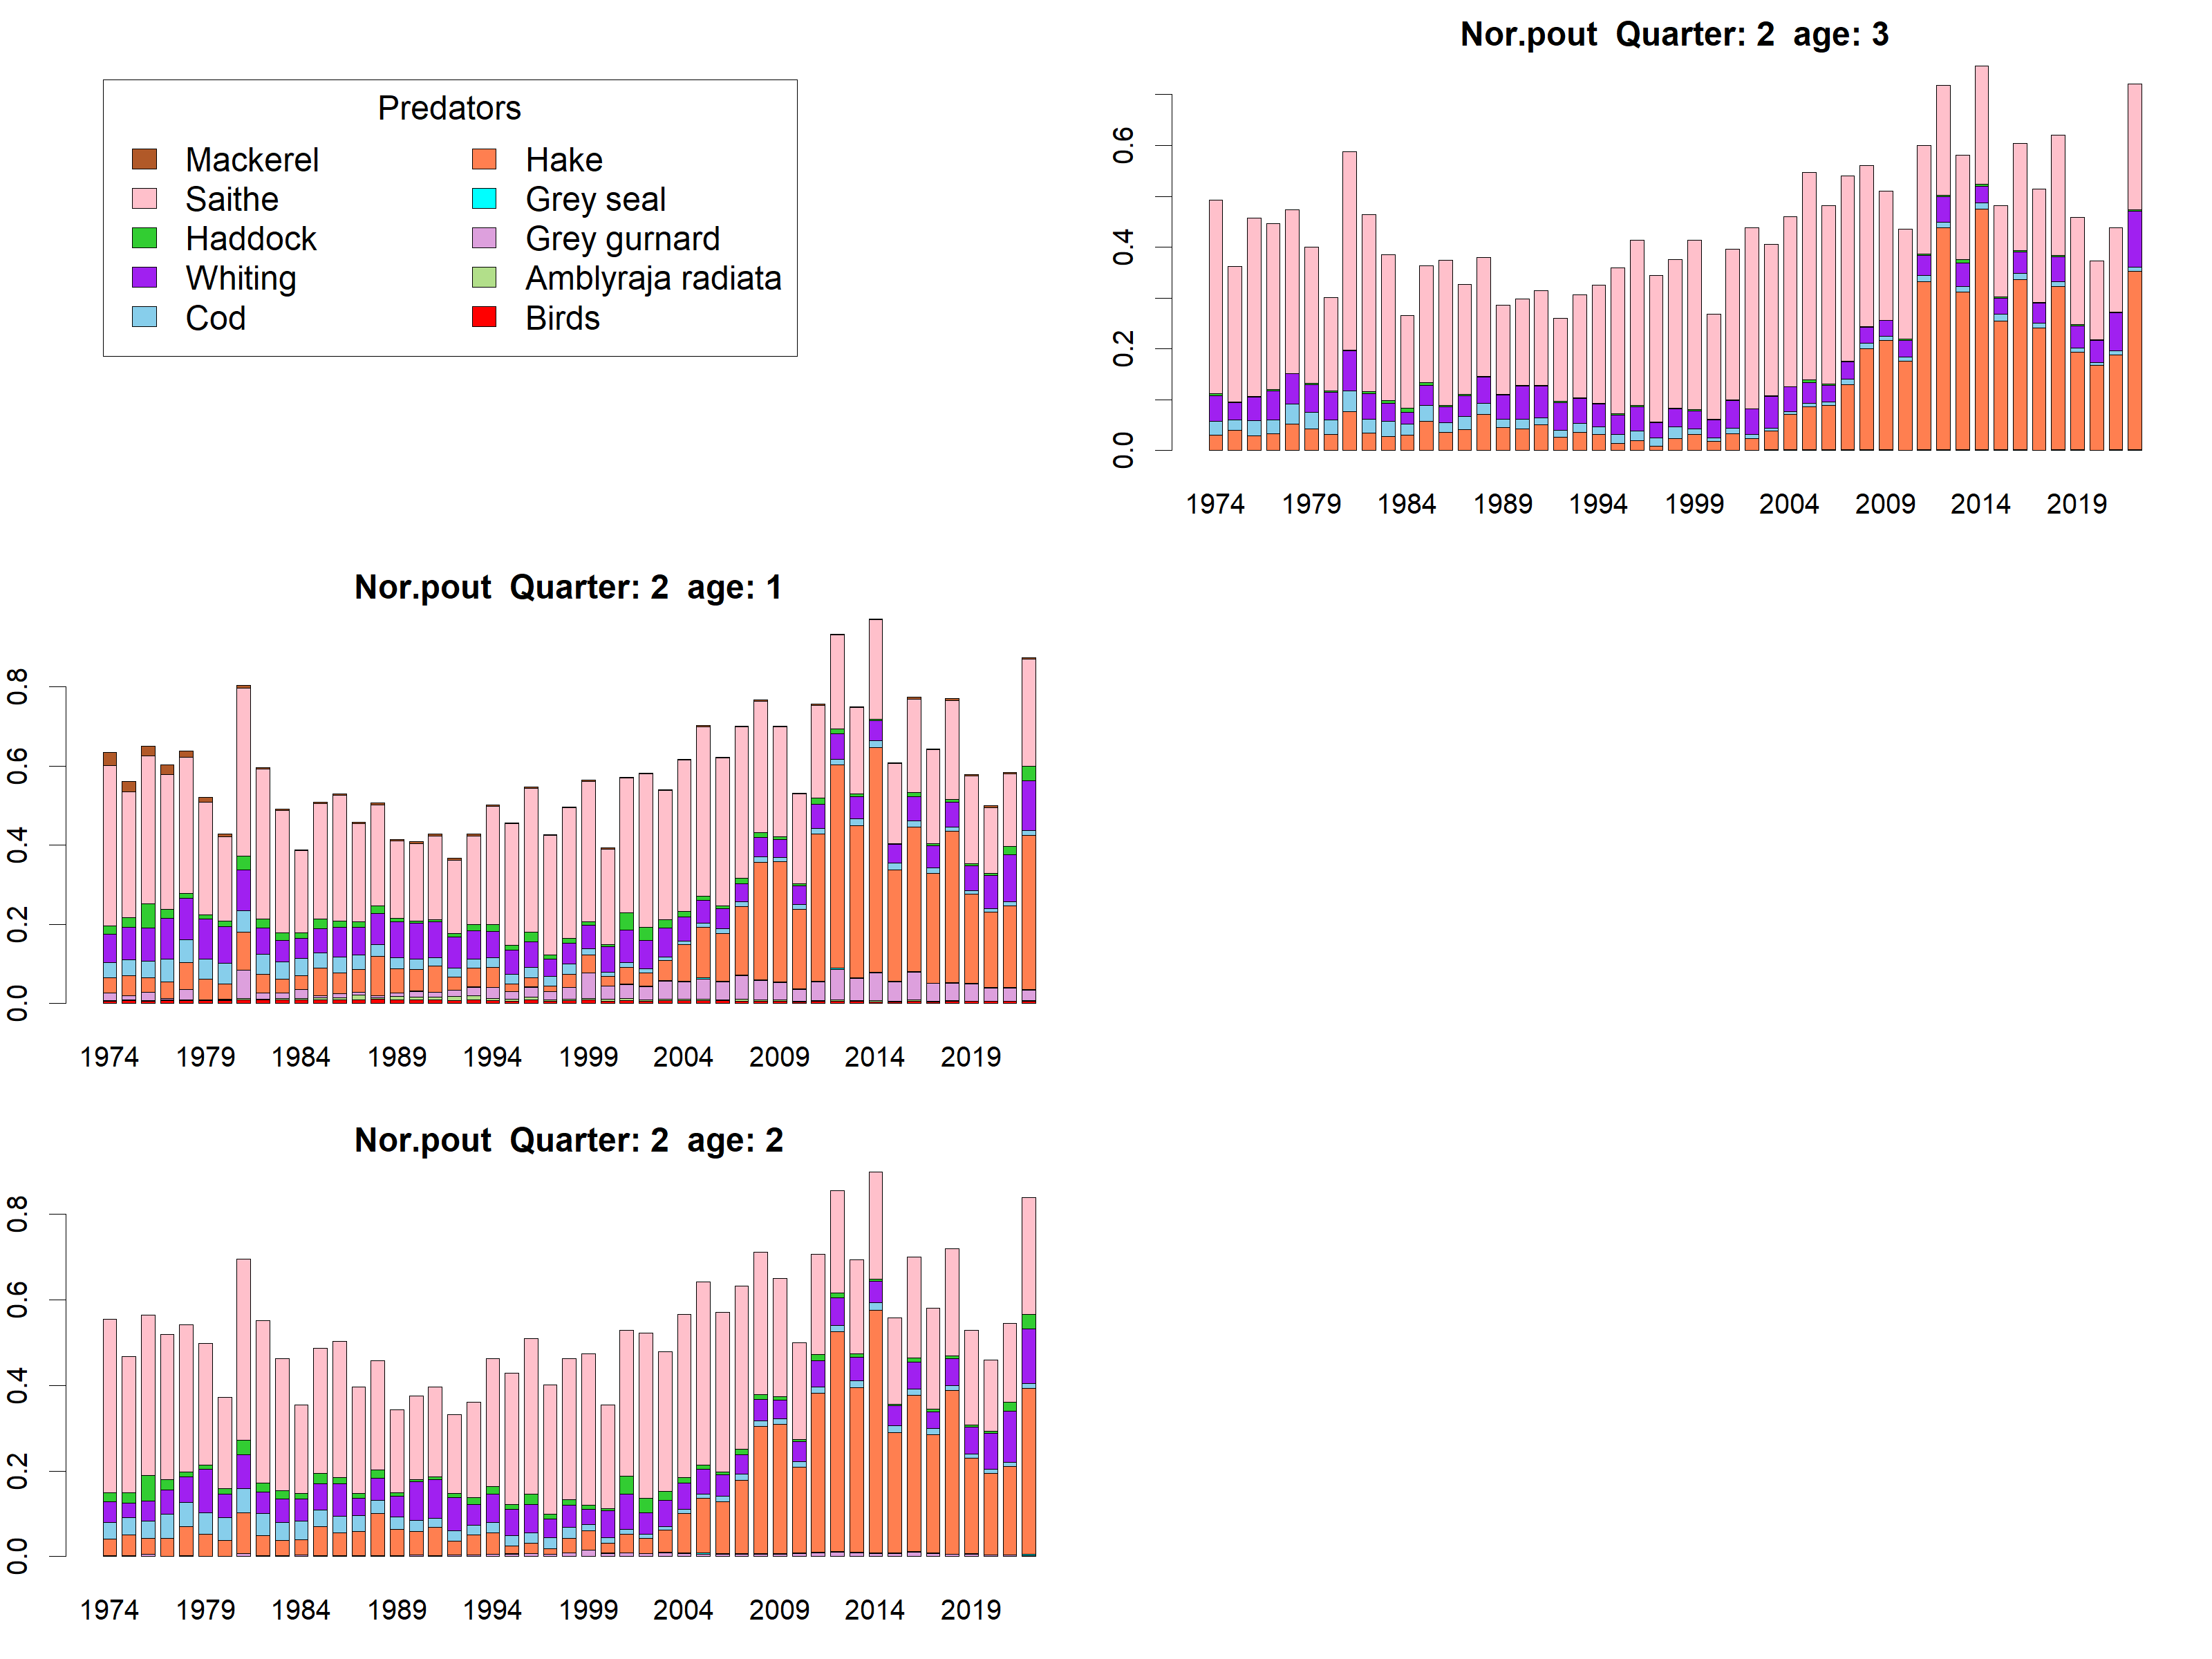 Predators
Mackerel Hake
Saithe Grey seal
Haddock Grey gurnard
Whiting Amblyraja radiata
Cod Birds
Nor.pout Quarter: 2 age: 3
0.0 0.2 0.4 0.6
1974 1979 1984 1989 1994 1999 2004 2009 2014 2019
Nor.pout Quarter: 2 age: 1
0.0 0.2 0.4 0.6 0.8
1974 1979 1984 1989 1994 1999 2004 2009 2014 2019
Nor.pout Quarter: 2 age: 2
0.0 0.2 0.4 0.6 0.8
1974 1979 1984 1989 1994 1999 2004 2009 2014 2019